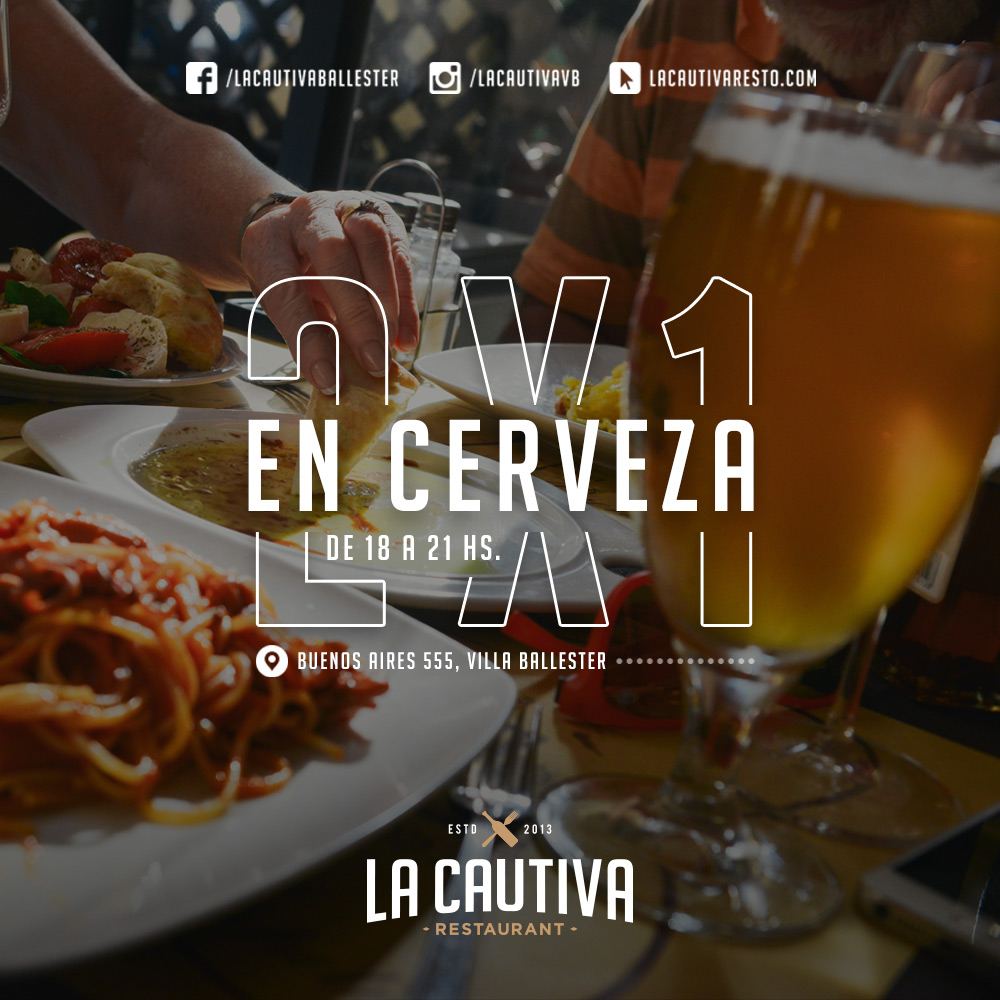 /LACAUTIVABALLESTER /LACAUTIVAVB LACAUTIVARESTO.COM
2X1
EN CERVEZA
DE 18 A 21 HS.
BUENOS AIRES 555, VILLA BALLESTER
ESTD 2013
LA CAUTIVA
RESTAURANT